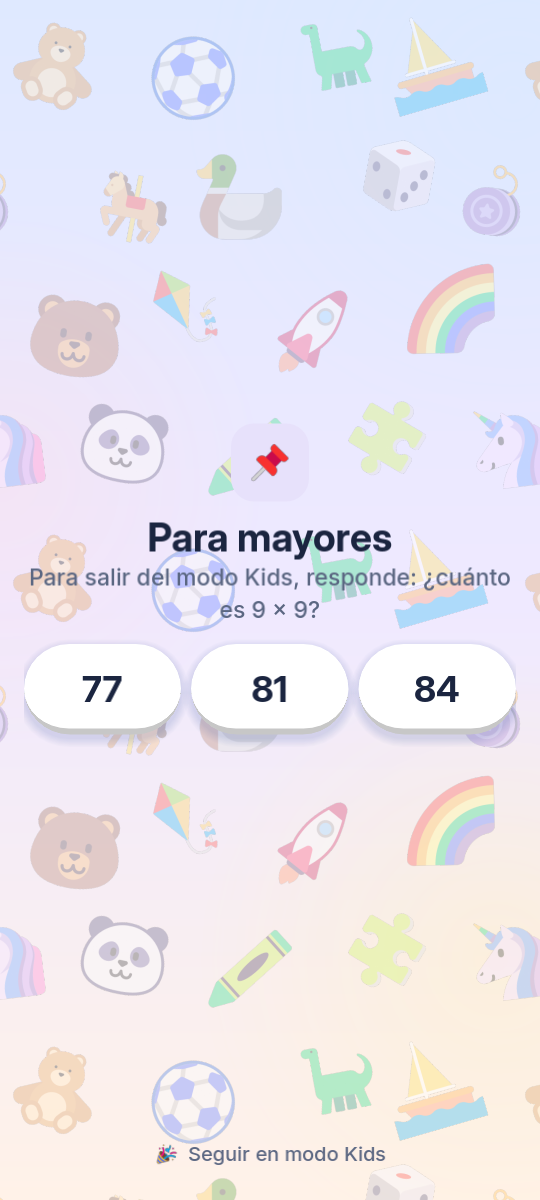 Para mayores
Para salir del modo Kids, responde: ¿cuánto
es 9 × 9?
77
81
84
Seguir en modo Kids